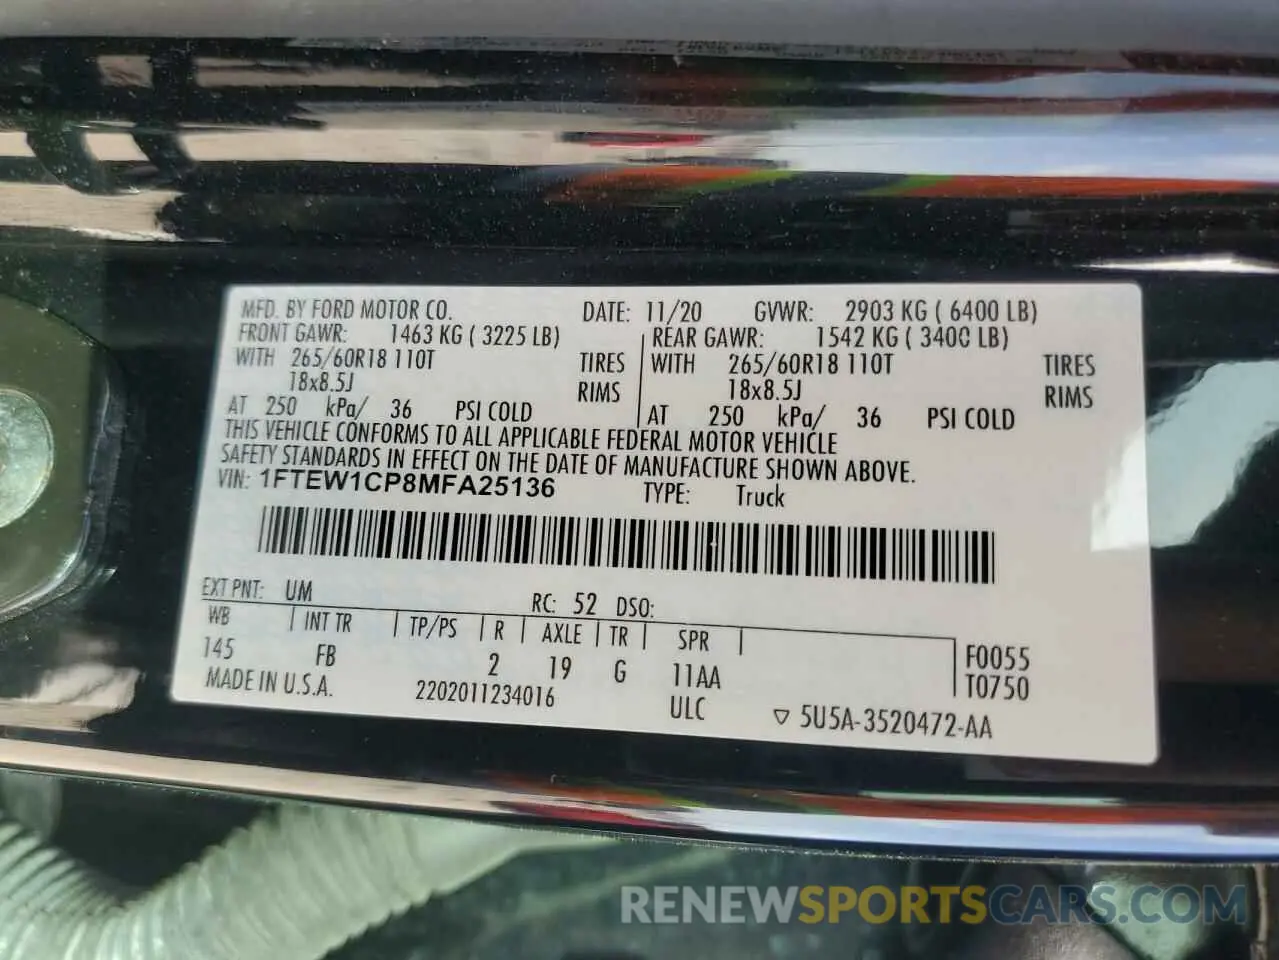 MFD. BY FORD MOTOR CO. DATE: 11/20 GVWR: 2903 KG ( 6400 LB)
FRONT GAWR: 1463 KG ( 3225 LB) REAR GAWR: 1542 KG ( 3400 LB)
WITH 265/60R18 110T TIRES WITH 265/60R18 110T TIRES
18x8.5J RIMS 18x8.5J RIMS
AT 250 kPa/ 36 PSI COLD AT 250 kPa/ 36 PSI COLD
THIS VEHICLE CONFORMS TO ALL APPLICABLE FEDERAL MOTOR VEHICLE
SAFETY STANDARDS IN EFFECT ON THE DATE OF MANUFACTURE SHOWN ABOVE.
VIN: 1FTEW1CP8MFA25136 TYPE: Truck
EXT PNT: UM RC: 52 DSO:
WB INT TR TP/PS R AXLE TR SPR
145 FB 2 19 G 11AA F0055
T0750
MADE IN U.S.A. 2202011234016 ULC ▽ 5U5A-3520472-AA
RENEWSPORTSCARS.COM